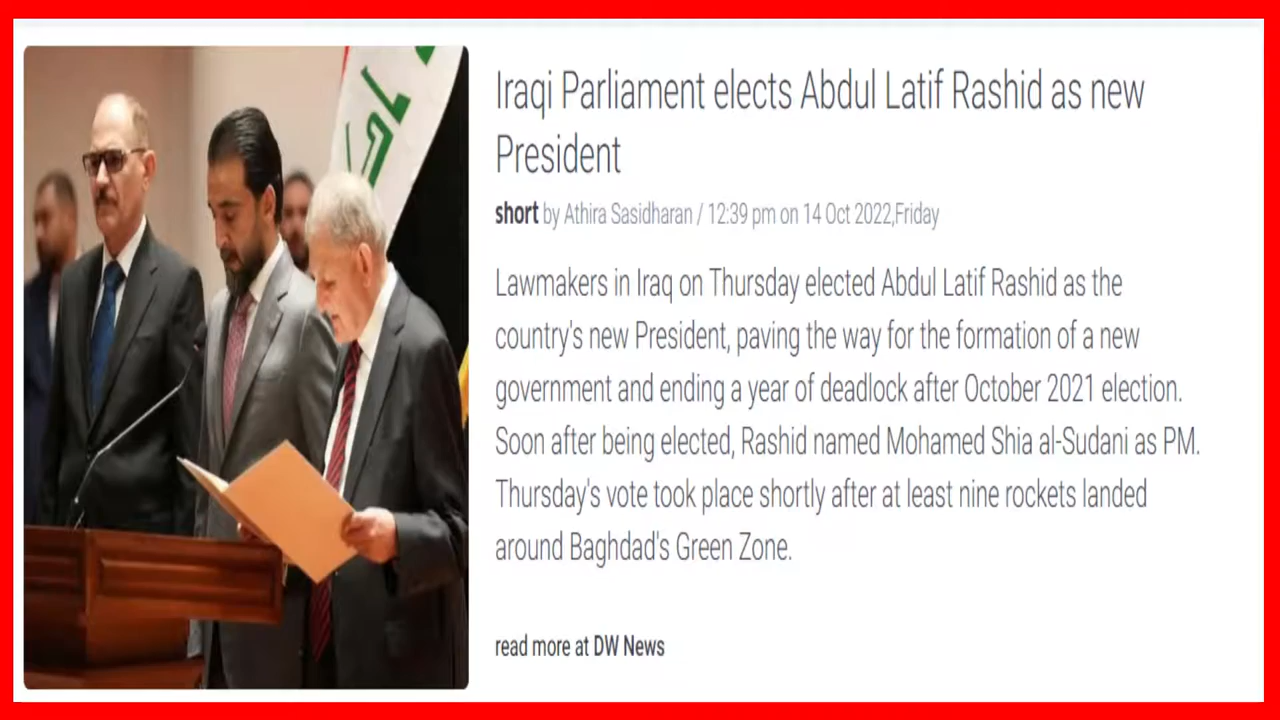 Iraqi Parliament elects Abdul Latif Rashid as new
President
short by Athira Sasidharan / 12:39 pm on 14 Oct 2022,Friday
Lawmakers in Iraq on Thursday elected Abdul Latif Rashid as the
country's new President, paving the way for the formation of a new
government and ending a year of deadlock after October 2021 election.
Soon after being elected, Rashid named Mohamed Shia al-Sudani as PM.
Thursday's vote took place shortly after at least nine rockets landed
around Baghdad's Green Zone.
read more at DW News